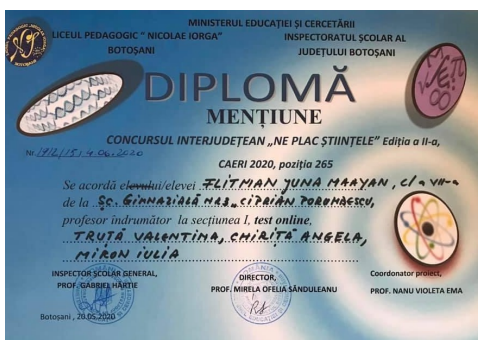 MINISTERUL EDUCAȚIEI ȘI CERCETĂRII
LICEUL PEDAGOGIC " NICOLAE IORGA"
BOTOȘANI
INSPECTORATUL ȘCOLAR AL
JUDEȚULUI BOTOȘANI
DIPLOMĂ
MENȚIUNE
CONCURSUL INTERJUDEȚEAN „NE PLAC ȘTIINȚELE” Ediția a II-a,
Nr.
CAERI 2020, poziția 265
Se acordă elevului/elevei FLITMAN JUNA MAAYAN, c/a VII-a
de la ȘC. GIMNAZIALĂ NR.3 „CIPRIAN PORUMBESCU,
profesor îndrumător la secțiunea I, test online,
TRUȚĂ VALENTINA, CHIRIȚĂ ANGELA,
MIRON IULIA
INSPECTOR ȘCOLAR GENERAL,
PROF. GABRIEL HÂRTIE
DIRECTOR,
PROF. MIRELA OFELIA SĂNDULEANU
Coordonator proiect,
PROF. NANU VIOLETA EMA
Botoșani , 20.05.2020